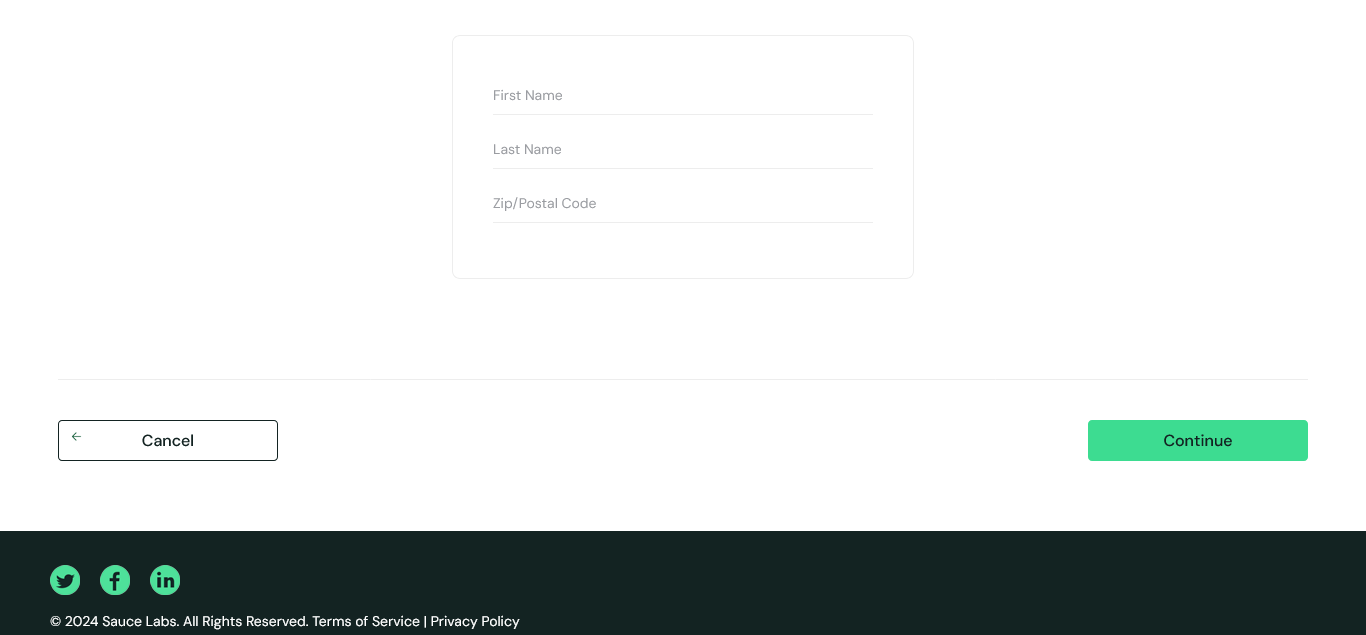 First Name
Last Name
Zip/Postal Code
Cancel
Continue
© 2024 Sauce Labs. All Rights Reserved. Terms of Service | Privacy Policy